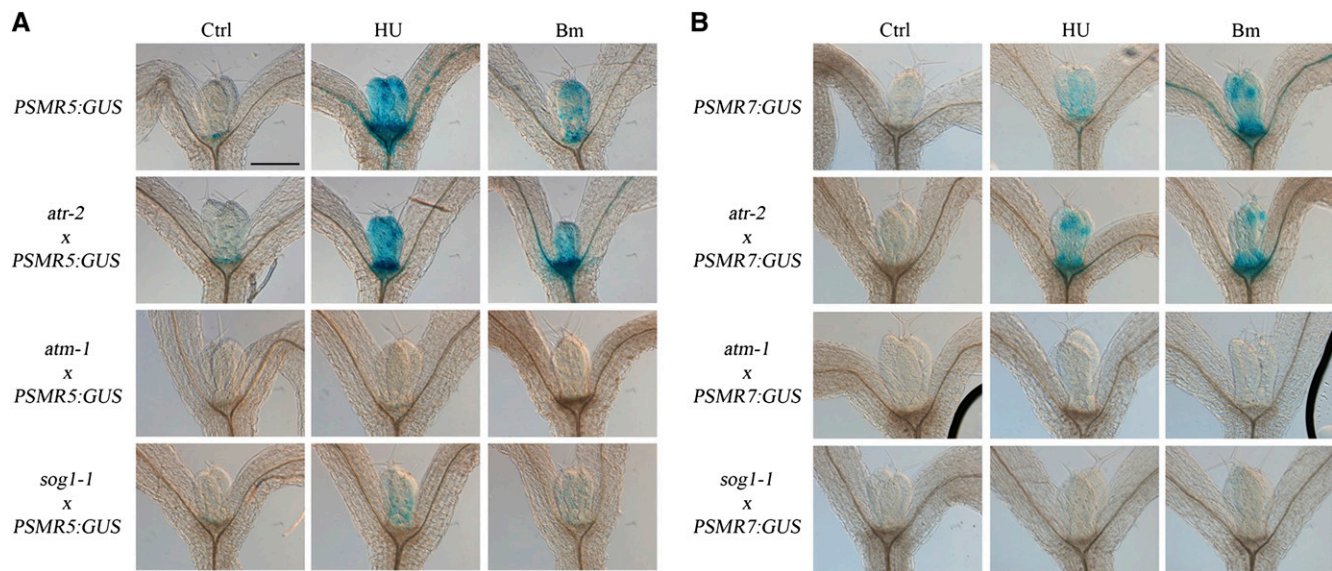 A
Ctrl HU Bm
PSMR5:GUS
atr-2
x
PSMR5:GUS
atm-1
x
PSMR5:GUS
sog1-1
x
PSMR5:GUS
B
Ctrl HU Bm
PSMR7:GUS
atr-2
x
PSMR7:GUS
atm-1
x
PSMR7:GUS
sog1-1
x
PSMR7:GUS